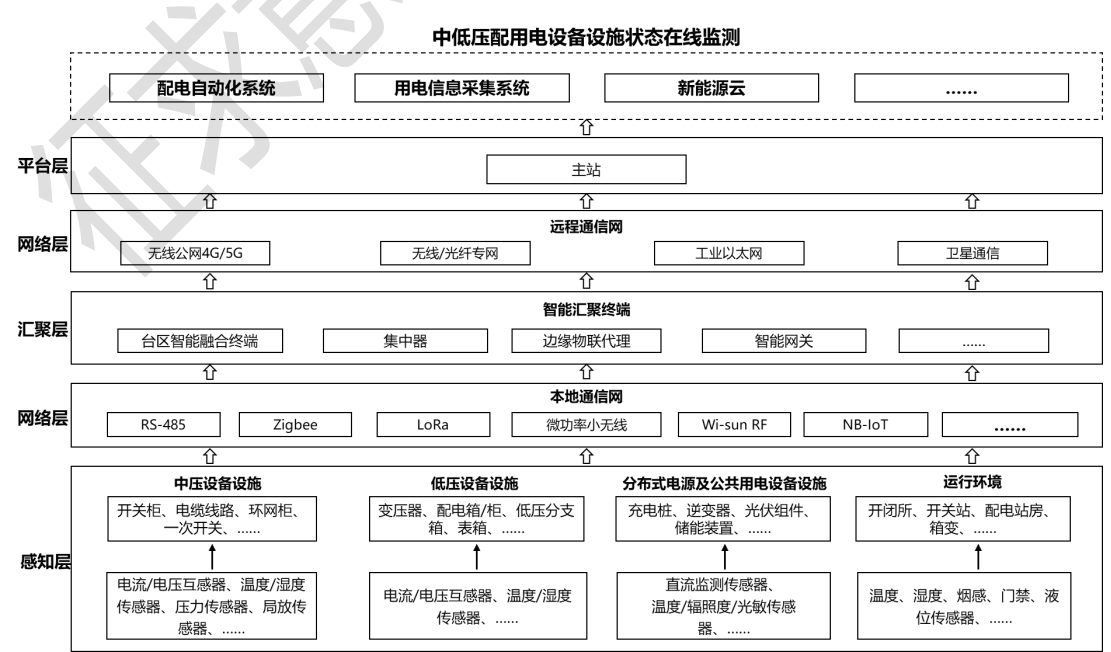 中低压配用电设备设施状态在线监测
配电自动化系统
用电信息采集系统
新能源云
......
平台层
主站
网络层
远程通信网
无线公网4G/5G
无线/光纤专网
工业以太网
卫星通信
汇聚层
智能汇聚终端
台区智能融合终端
集中器
边缘物联代理
智能网关
......
网络层
本地通信网
RS-485
Zigbee
LoRa
微功率小无线
Wi-sun RF
NB-IoT
......
感知层
中压设备设施
开关柜、电缆线路、环网柜、
一次开关、......
电流/电压互感器、温度/湿度
传感器、压力传感器、局放传
感器、......
低压设备设施
变压器、配电箱/柜、低压分支
箱、表箱、......
电流/电压互感器、温度/湿度
传感器、......
分布式电源及公共用电设备设施
充电桩、逆变器、光伏组件、
储能装置、......
直流监测传感器、
温度/辐照度/光敏传感
器、......
运行环境
开闭所、开关站、配电站房、
箱变、......
温度、湿度、烟感、门禁、液
位传感器、......
征求意